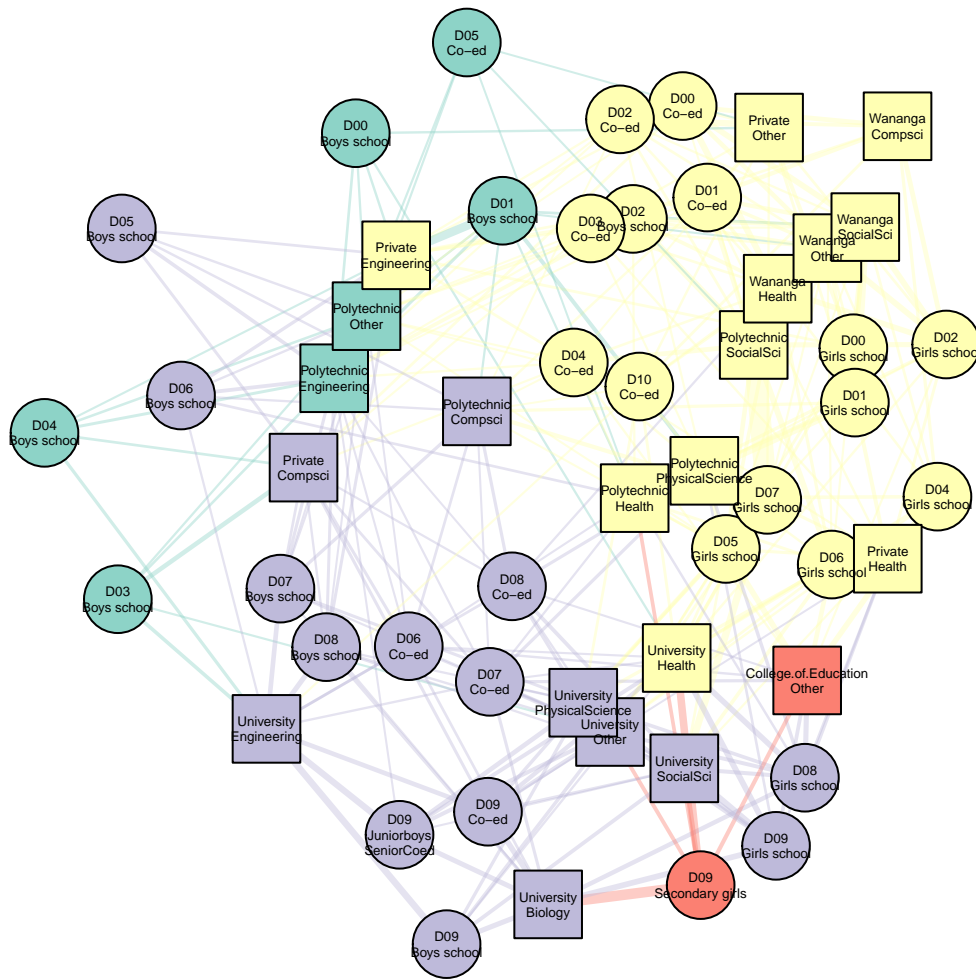 D05
Co−ed
D00
Boys school
D02
Co−ed
D00
Co−ed
Private
Other
Wananga
Compsci
D05
Boys school
D01
Boys school
D01
Co−ed
D03
Co−ed
D02
Boys school
Private
Engineering
Wananga
SocialSci
Wananga
Other
Wananga
Health
Polytechnic
Other
Polytechnic
SocialSci
D00
Girls school
D02
Girls school
Polytechnic
Engineering
D04
Co−ed
D10
Co−ed
D01
Girls school
D06
Boys school
Polytechnic
Compsci
D04
Boys school
Private
Compsci
Polytechnic
PhysicalScience
Polytechnic
Health
D07
Girls school
D04
Girls school
D05
Girls school
D06
Girls school
Private
Health
D03
Boys school
D07
Boys school
D08
Co−ed
D08
Boys school
D06
Co−ed
D07
Co−ed
University
Health
College.of.Education
Other
University
PhysicalScience
University
Other
University
Engineering
University
SocialSci
D08
Girls school
D09
Juniorboys
SeniorCoed
D09
Co−ed
D09
Girls school
D09
Secondary girls
University
Biology
D09
Boys school